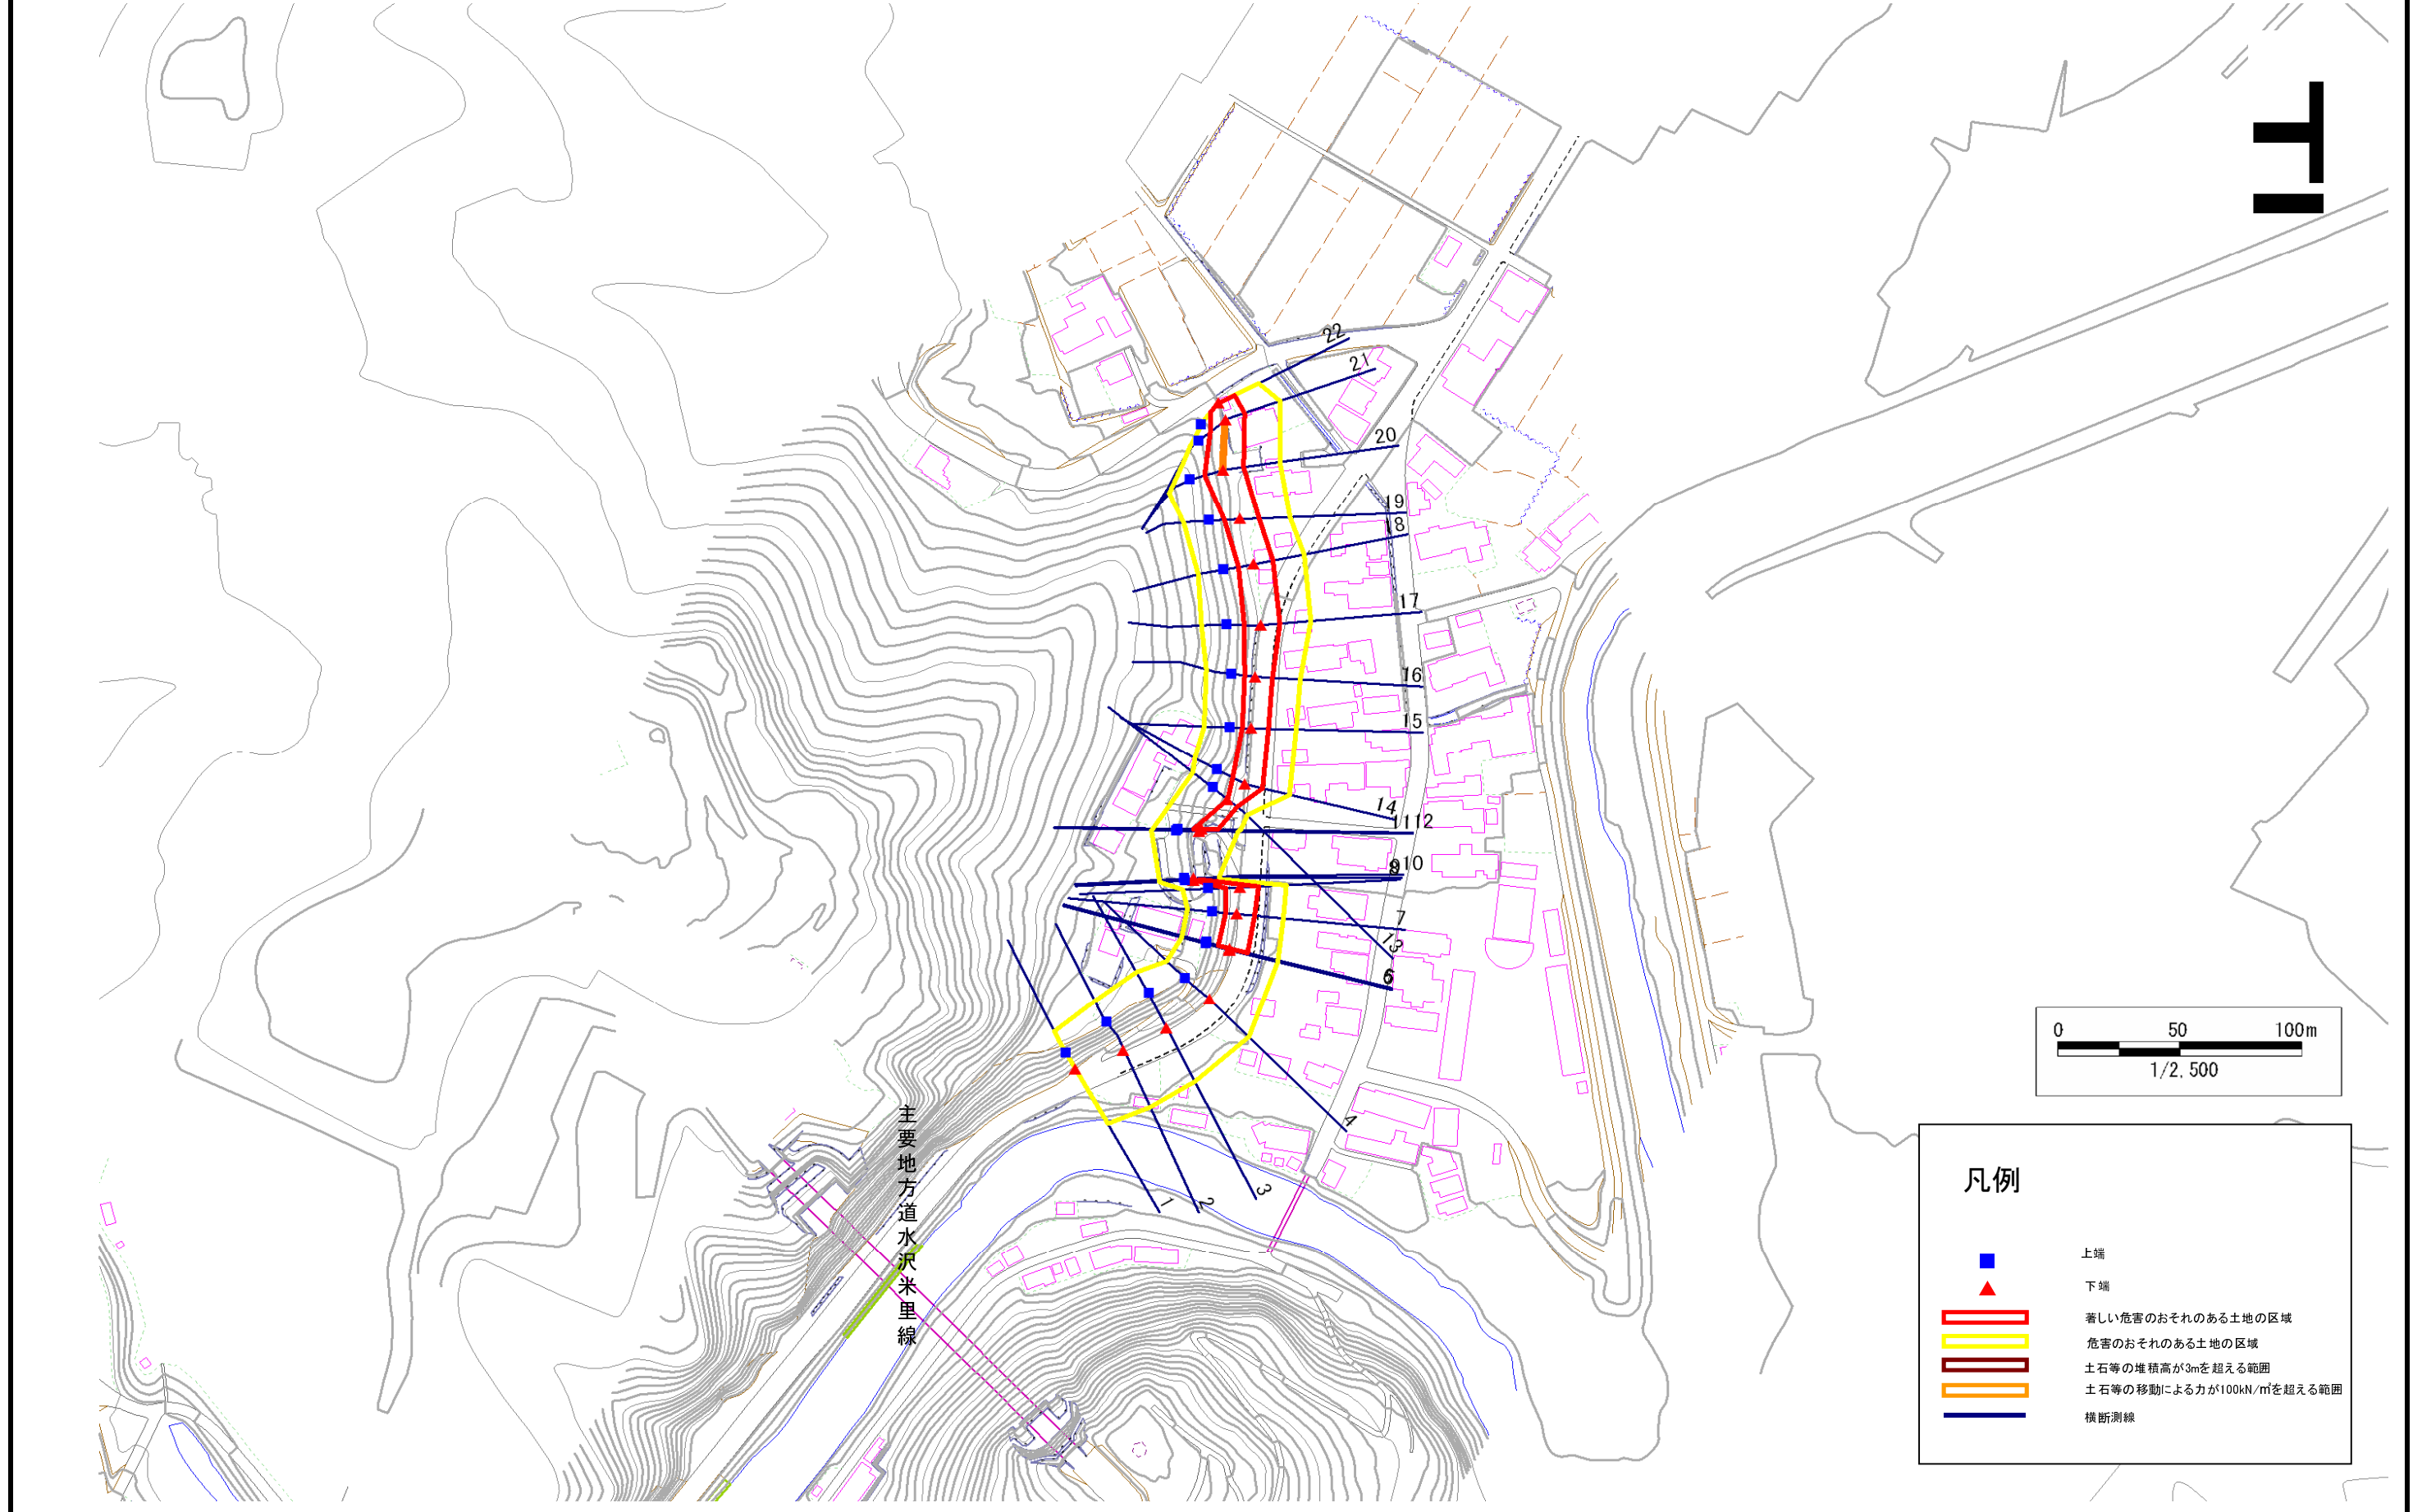 22
21
20
19
18
17
16
15
14
11 12
9 10
8
7
13
6
4
3
2
1
主要地方道水沢米里線
0 50 100m
1/2,500
凡例
上端
下端
著しい危害のおそれのある土地の区域
危害のおそれのある土地の区域
土石等の堆積高が3mを超える範囲
土石等の移動による力が100kN/㎡を超える範囲
横断測線